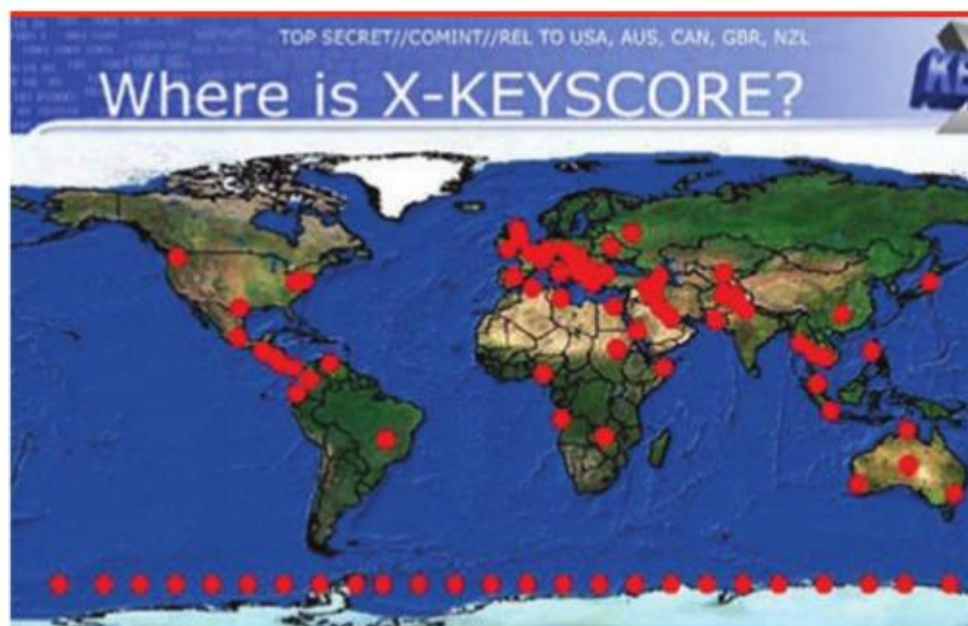 TOP SECRET//COMINT//REL TO USA, AUS, CAN, GBR, NZL
Where is X-KEYSCORE?